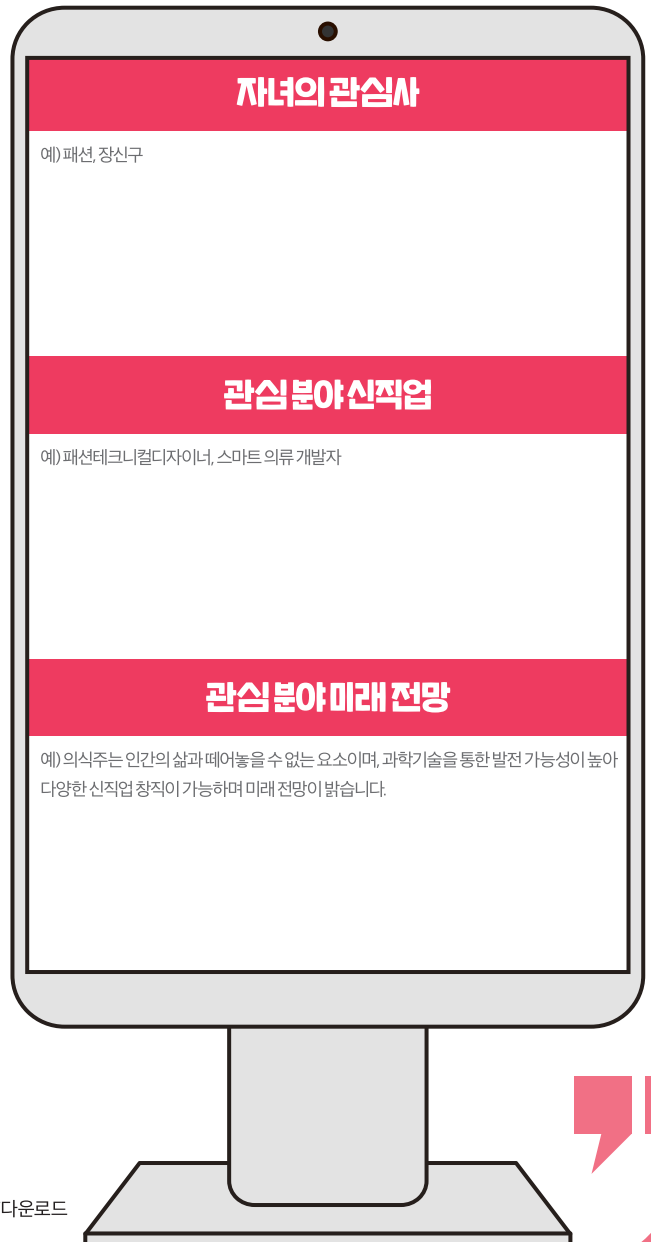 자녀의 관심사
예) 패션, 장신구
관심 분야 신직업
예) 패션테크니컬디자이너, 스마트 의류 개발자
관심 분야 미래 전망
예) 의식주는 인간의 삶과 떼어놓을 수 없는 요소이며, 과학기술을 통한 발전 가능성이 높아
다양한 신직업 창직이 가능하며 미래 전망이 밝습니다.
다운로드